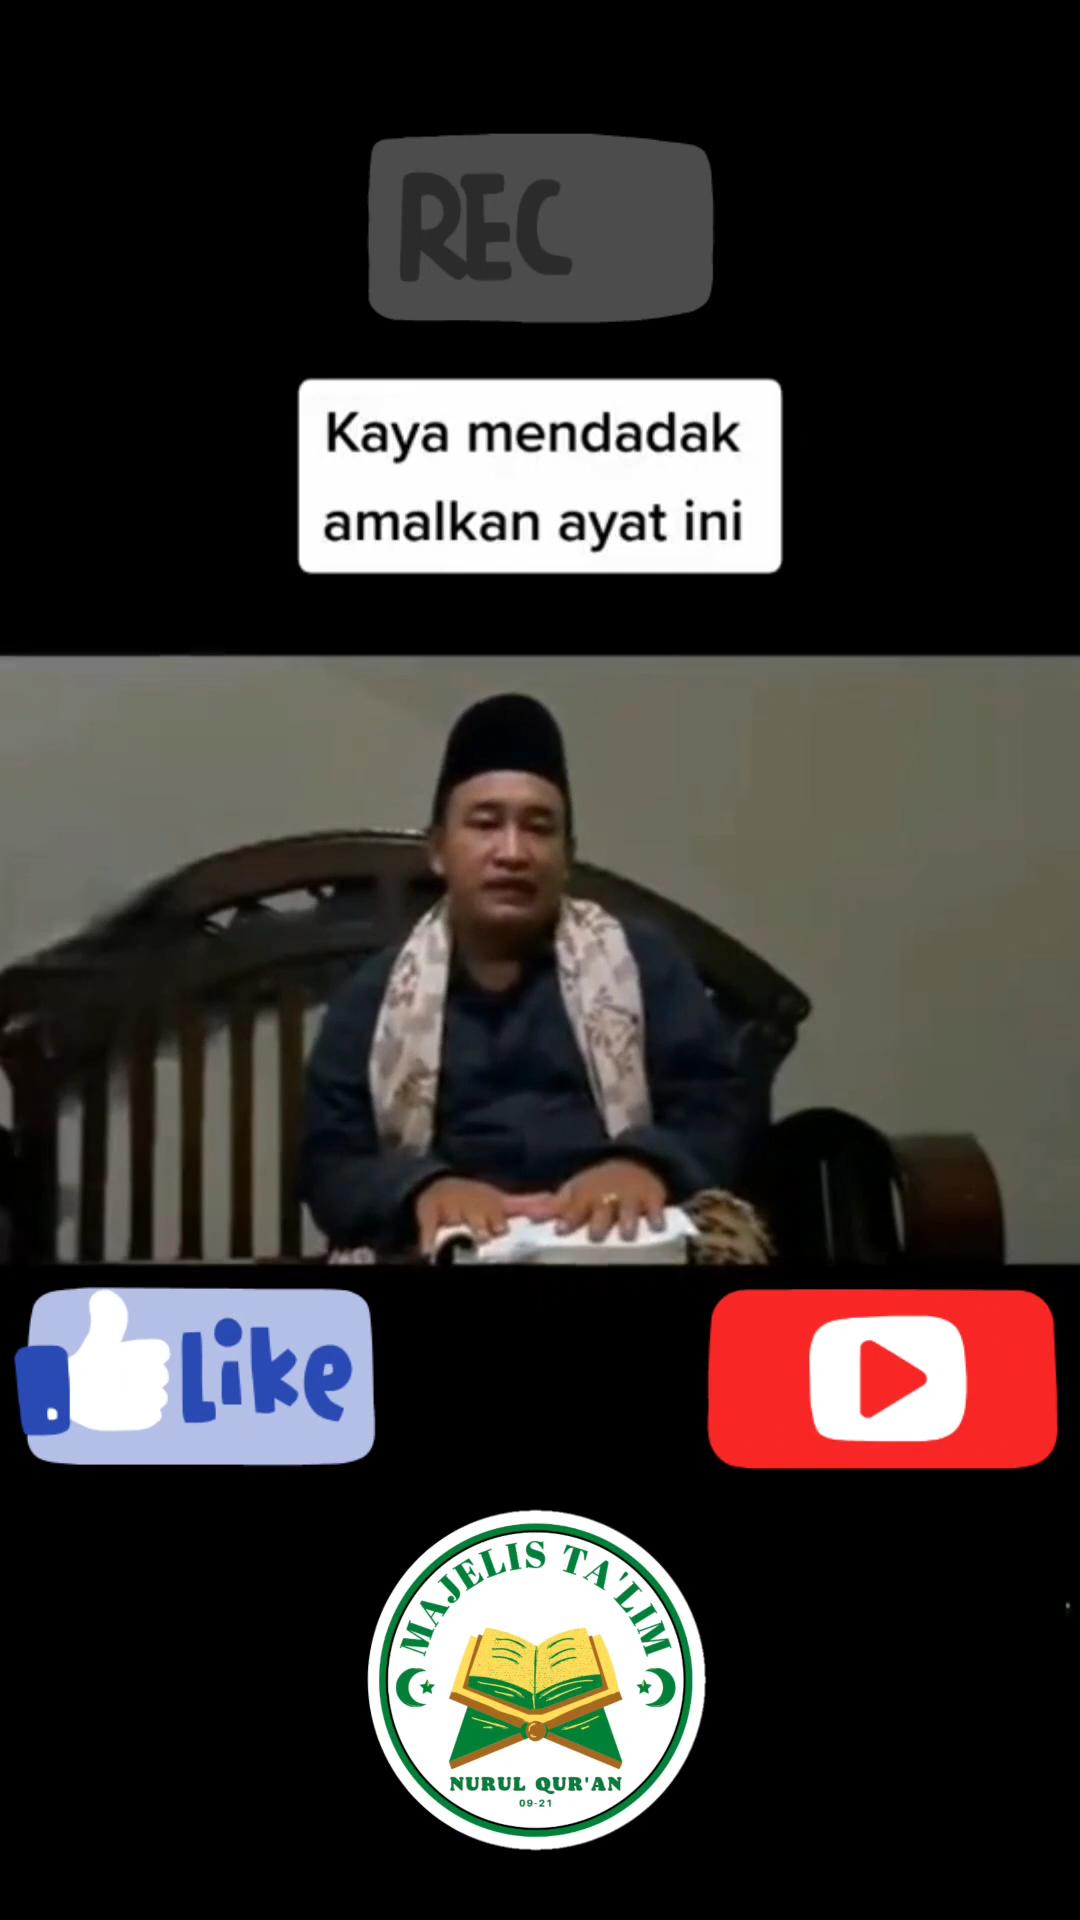 REC
Kaya mendadak
amalkan ayat ini
Like
MAJELIS TA'LIM
NURUL QUR'AN
09-21